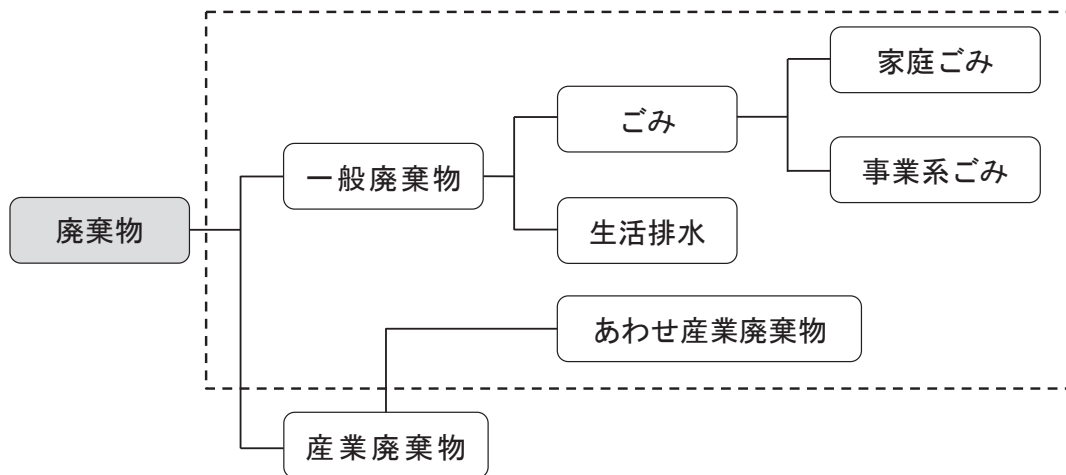 家庭ごみ
ごみ
一般廃棄物
事業系ごみ
廃棄物
生活排水
あわせ産業廃棄物
産業廃棄物